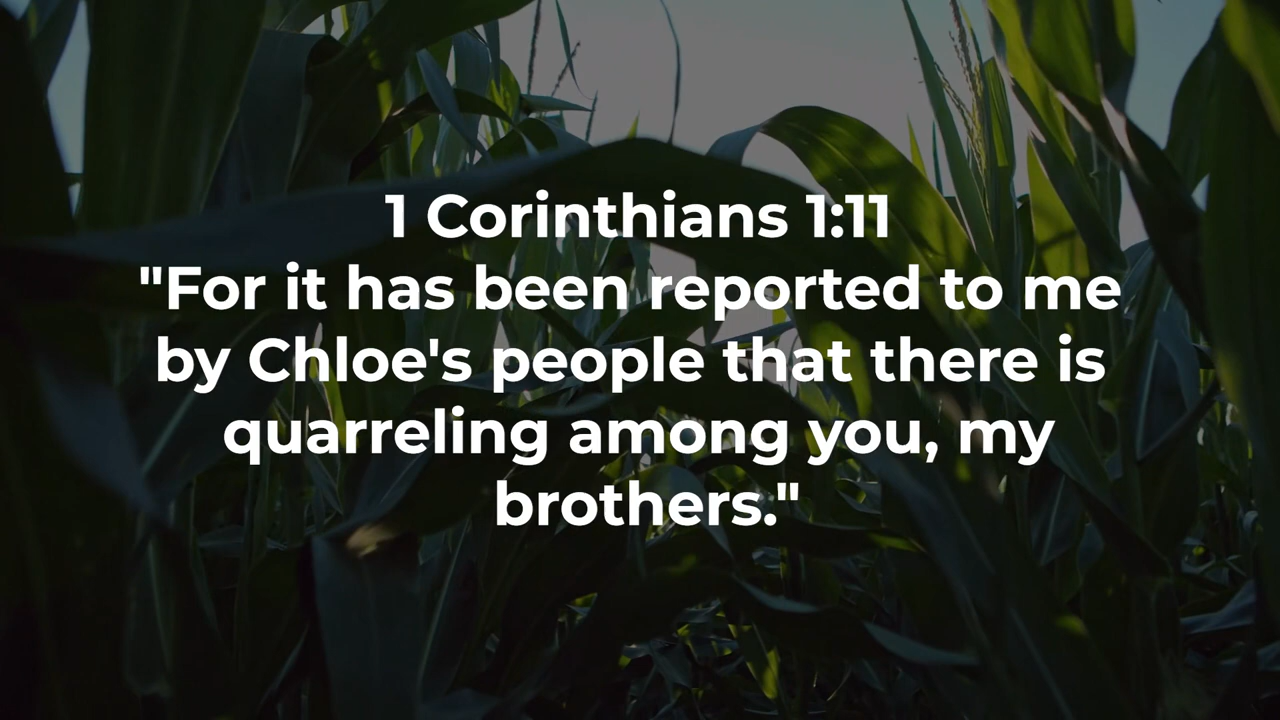 1 Corinthians 1:11
"For it has been reported to me
by Chloe's people that there is
quarreling among you, my
brothers."